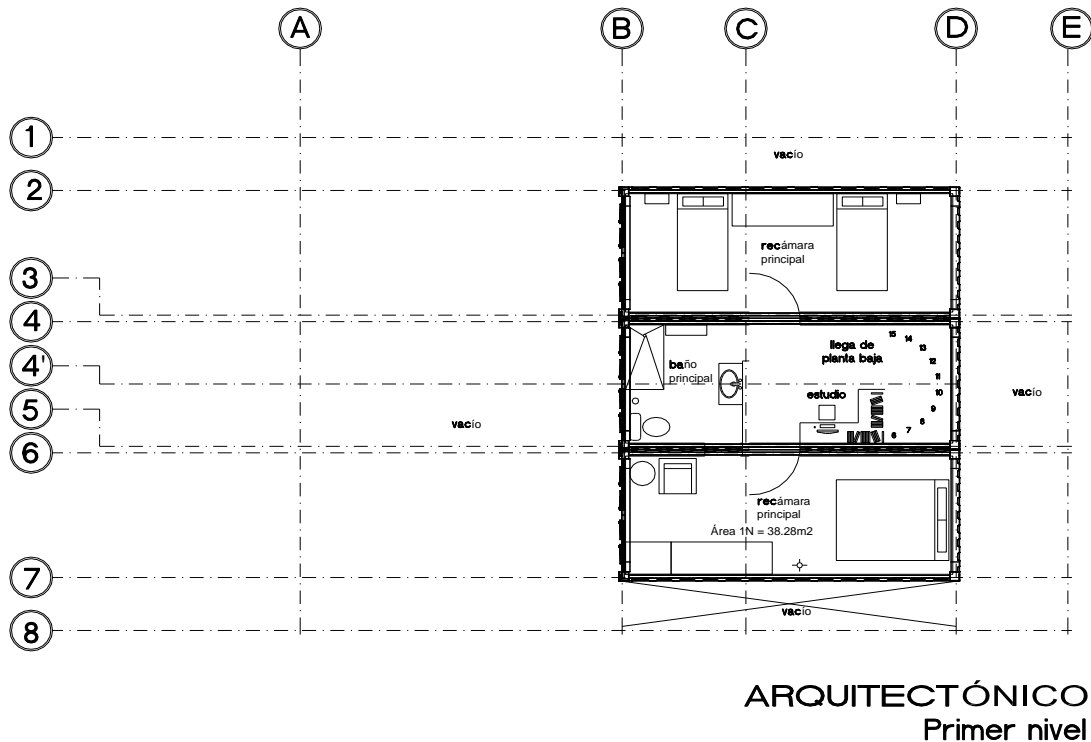 A
B
C
D
E
1
vacío
2
recámara
principal
3
4
15
14
13
12
11
10
9
8
7
6
llega de
planta baja
4'
baño
principal
estudio
vacío
5
vacío
6
recámara
principal
Área 1N = 38.28m2
7
vacío
8
ARQUITECTÓNICO
Primer nivel